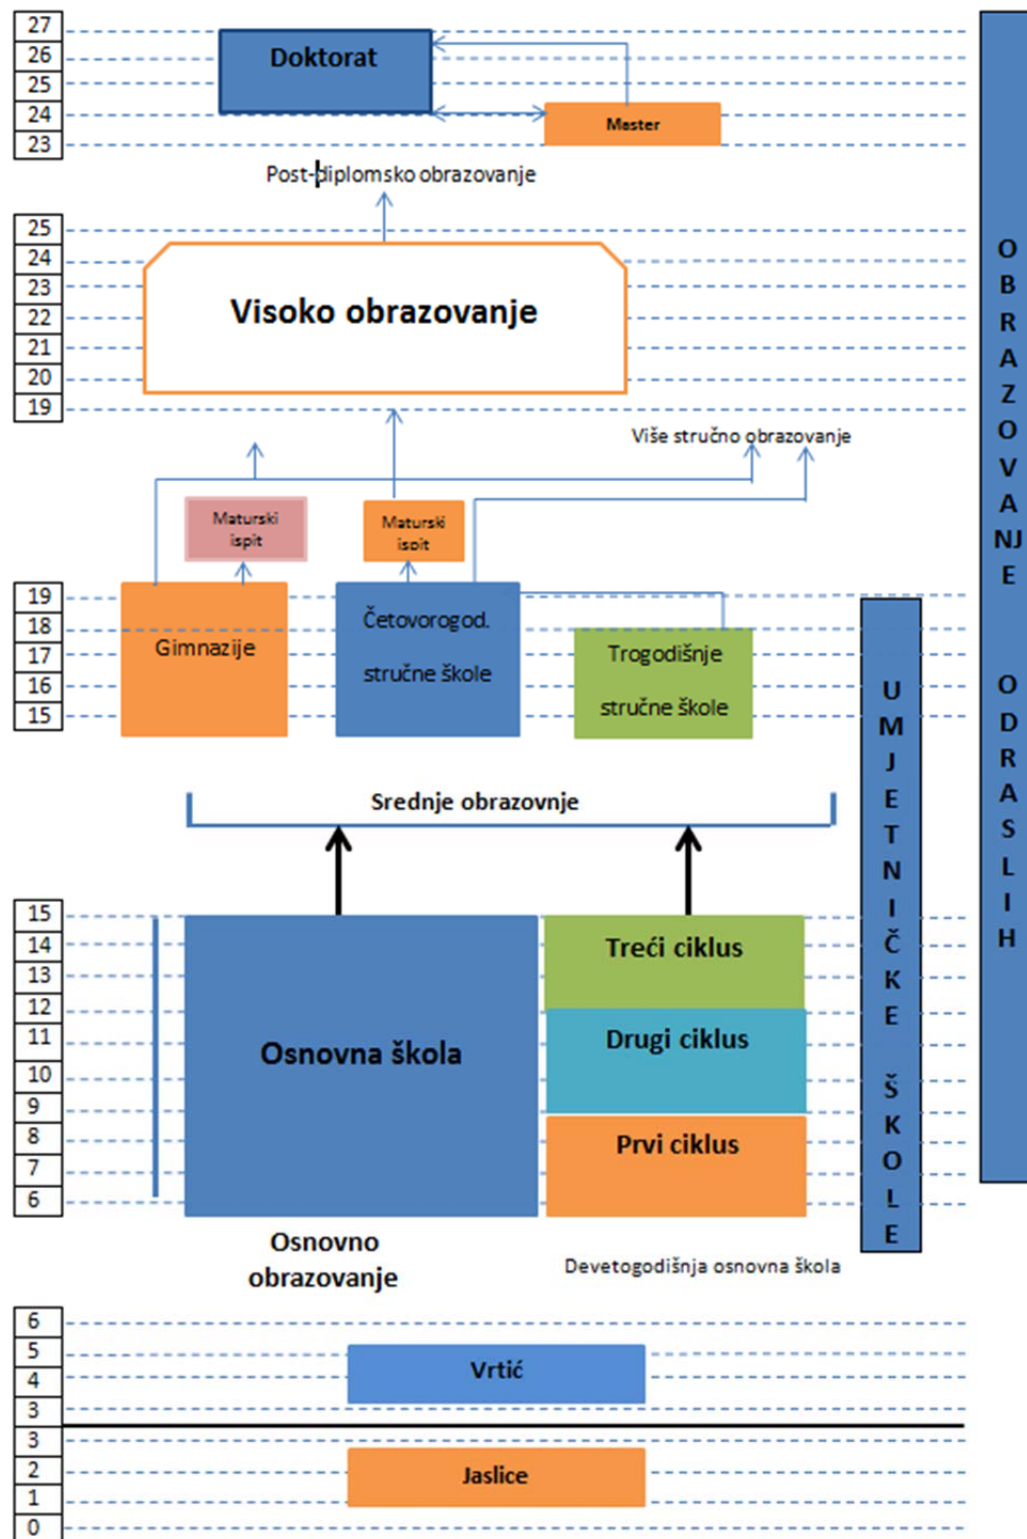 27
26
25
24
23
Doktorat
Master
Post-diplomsko obrazovanje
25
24
23
22
21
20
19
Visoko obrazovanje
Više stručno obrazovanje
Maturski
ispit
Maturski
ispit
19
18
17
16
15
Gimnazije
Četovorogod.
stručne škole
Trogodišnje
stručne škole
Srednje obrazovnje
15
14
13
12
11
10
9
8
7
6
Osnovna škola
Treći ciklus
Drugi ciklus
Prvi ciklus
Osnovno
obrazovanje
Devetogodišnja osnovna škola
6
5
4
3
3
2
1
0
Vrtić
Jaslice
UMJETNIČKE ŠKOLE
OBRAZOVANJE ODRASLIH